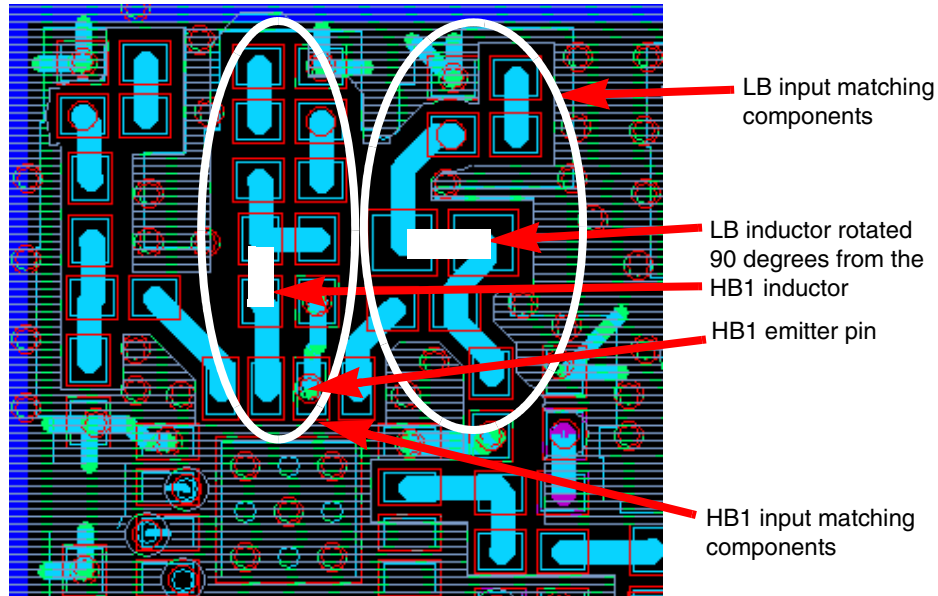 LB input matching
components
LB inductor rotated
90 degrees from the
HB1 inductor
HB1 emitter pin
HB1 input matching
components